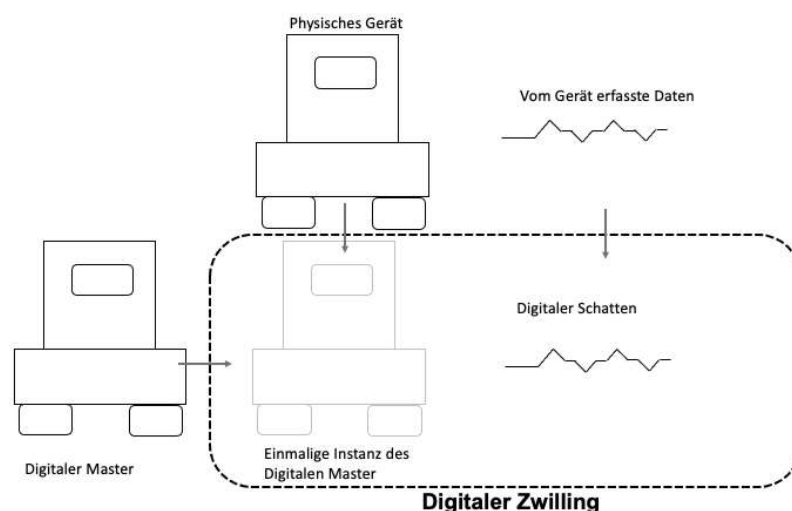 Physisches Gerät
Vom Gerät erfasste Daten
Digitaler Schatten
Einmalige Instanz des
Digitalen Master
Digitaler Master
Digitaler Zwilling